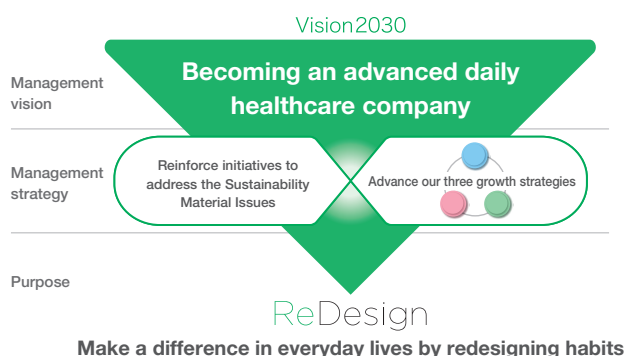 Vision2030
Management
vision
Becoming an advanced daily
healthcare company
Management
strategy
Reinforce initiatives to
address the Sustainability
Material Issues
Advance our three growth strategies
Purpose
ReDesign
Make a difference in everyday lives by redesigning habits